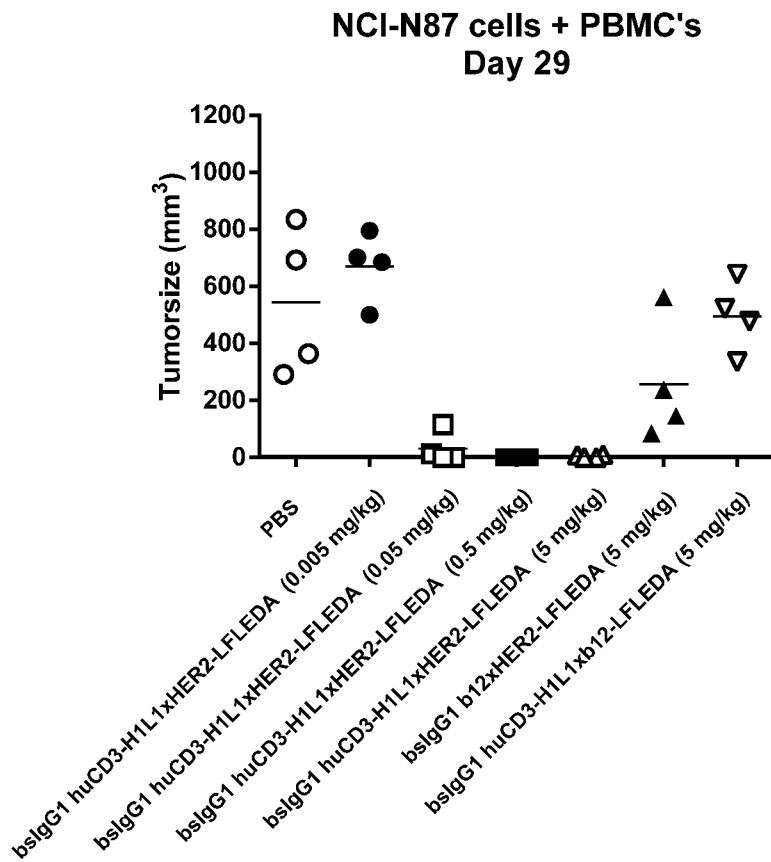 NCI-N87 cells + PBMC's
Day 29
Tumorsize (mm³)
1200
1000
800
600
400
200
0
PBS
bsIgG1 huCD3-H1L1xHER2-LFLEDA (0.005 mg/kg)
bsIgG1 huCD3-H1L1xHER2-LFLEDA (0.05 mg/kg)
bsIgG1 huCD3-H1L1xHER2-LFLEDA (0.5 mg/kg)
bsIgG1 huCD3-H1L1xHER2-LFLEDA (5 mg/kg)
bsIgG1 b12xHER2-LFLEDA (5 mg/kg)
bsIgG1 huCD3-H1L1xb12-LFLEDA (5 mg/kg)